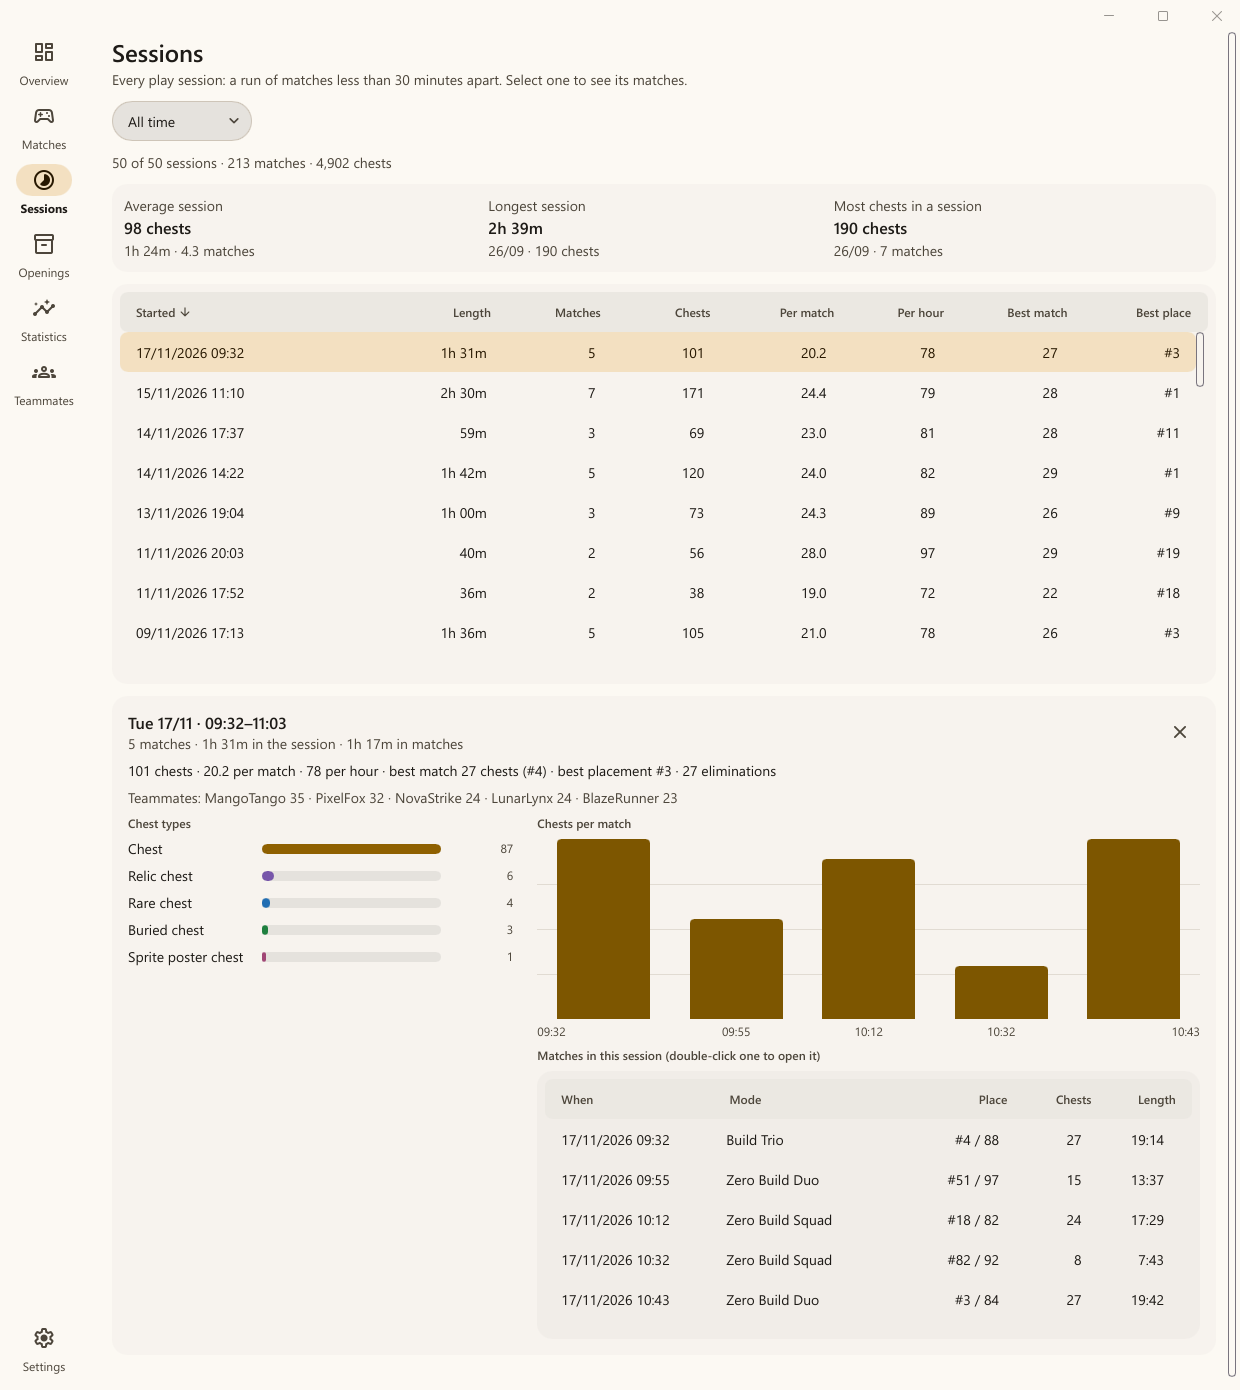 Overview
Matches
Sessions
Openings
Statistics
Teammates
Settings
Sessions
Every play session: a run of matches less than 30 minutes apart. Select one to see its matches.
All time
50 of 50 sessions · 213 matches · 4,902 chests
Average session
98 chests
1h 24m · 4.3 matches
Longest session
2h 39m
26/09 · 190 chests
Most chests in a session
190 chests
26/09 · 7 matches
Started Length Matches Chests Per match Per hour Best match Best place
17/11/2026 09:32 1h 31m 5 101 20.2 78 27 #3
15/11/2026 11:10 2h 30m 7 171 24.4 79 28 #1
14/11/2026 17:37 59m 3 69 23.0 81 28 #11
14/11/2026 14:22 1h 42m 5 120 24.0 82 29 #1
13/11/2026 19:04 1h 00m 3 73 24.3 89 26 #9
11/11/2026 20:03 40m 2 56 28.0 97 29 #19
11/11/2026 17:52 36m 2 38 19.0 72 22 #18
09/11/2026 17:13 1h 36m 5 105 21.0 78 26 #3
Tue 17/11 · 09:32–11:03
5 matches · 1h 31m in the session · 1h 17m in matches
101 chests · 20.2 per match · 78 per hour · best match 27 chests (#4) · best placement #3 · 27 eliminations
Teammates: MangoTango 35 · PixelFox 32 · NovaStrike 24 · LunarLynx 24 · BlazeRunner 23
Chest types
Chest 87
Relic chest 6
Rare chest 4
Buried chest 3
Sprite poster chest 1
Chests per match
09:32 09:55 10:12 10:32 10:43
Matches in this session (double-click one to open it)
When Mode Place Chests Length
17/11/2026 09:32 Build Trio #4 / 88 27 19:14
17/11/2026 09:55 Zero Build Duo #51 / 97 15 13:37
17/11/2026 10:12 Zero Build Squad #18 / 82 24 17:29
17/11/2026 10:32 Zero Build Squad #82 / 92 8 7:43
17/11/2026 10:43 Zero Build Duo #3 / 84 27 19:42